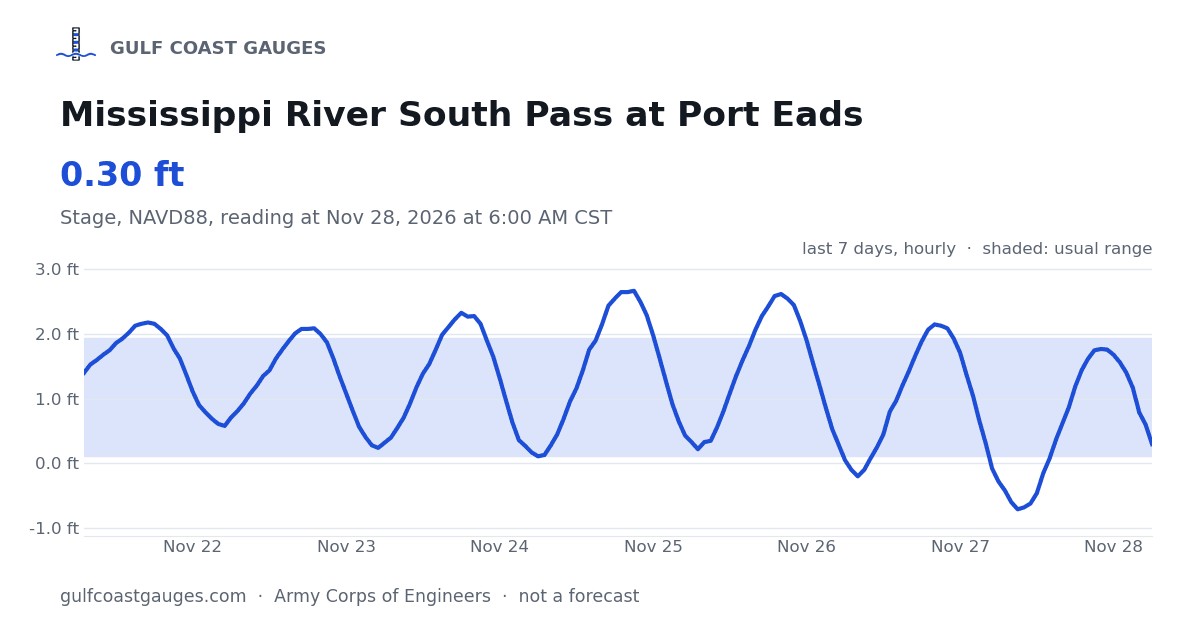 GULF COAST GAUGES
Mississippi River South Pass at Port Eads
0.30 ft
Stage, NAVD88, reading at Nov 28, 2026 at 6:00 AM CST
last 7 days, hourly · shaded: usual range
3.0 ft
2.0 ft
1.0 ft
0.0 ft
-1.0 ft
Nov 22 Nov 23 Nov 24 Nov 25 Nov 26 Nov 27 Nov 28
gulfcoastgauges.com · Army Corps of Engineers · not a forecast